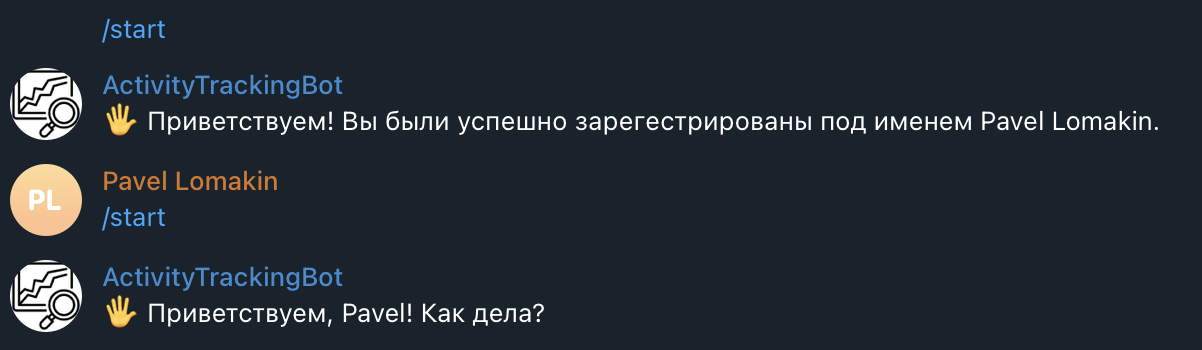 /start
ActivityTrackingBot
🖐 Приветствуем! Вы были успешно зарегестрированы под именем Pavel Lomakin.
PL
Pavel Lomakin
/start
ActivityTrackingBot
🖐 Приветствуем, Pavel! Как дела?